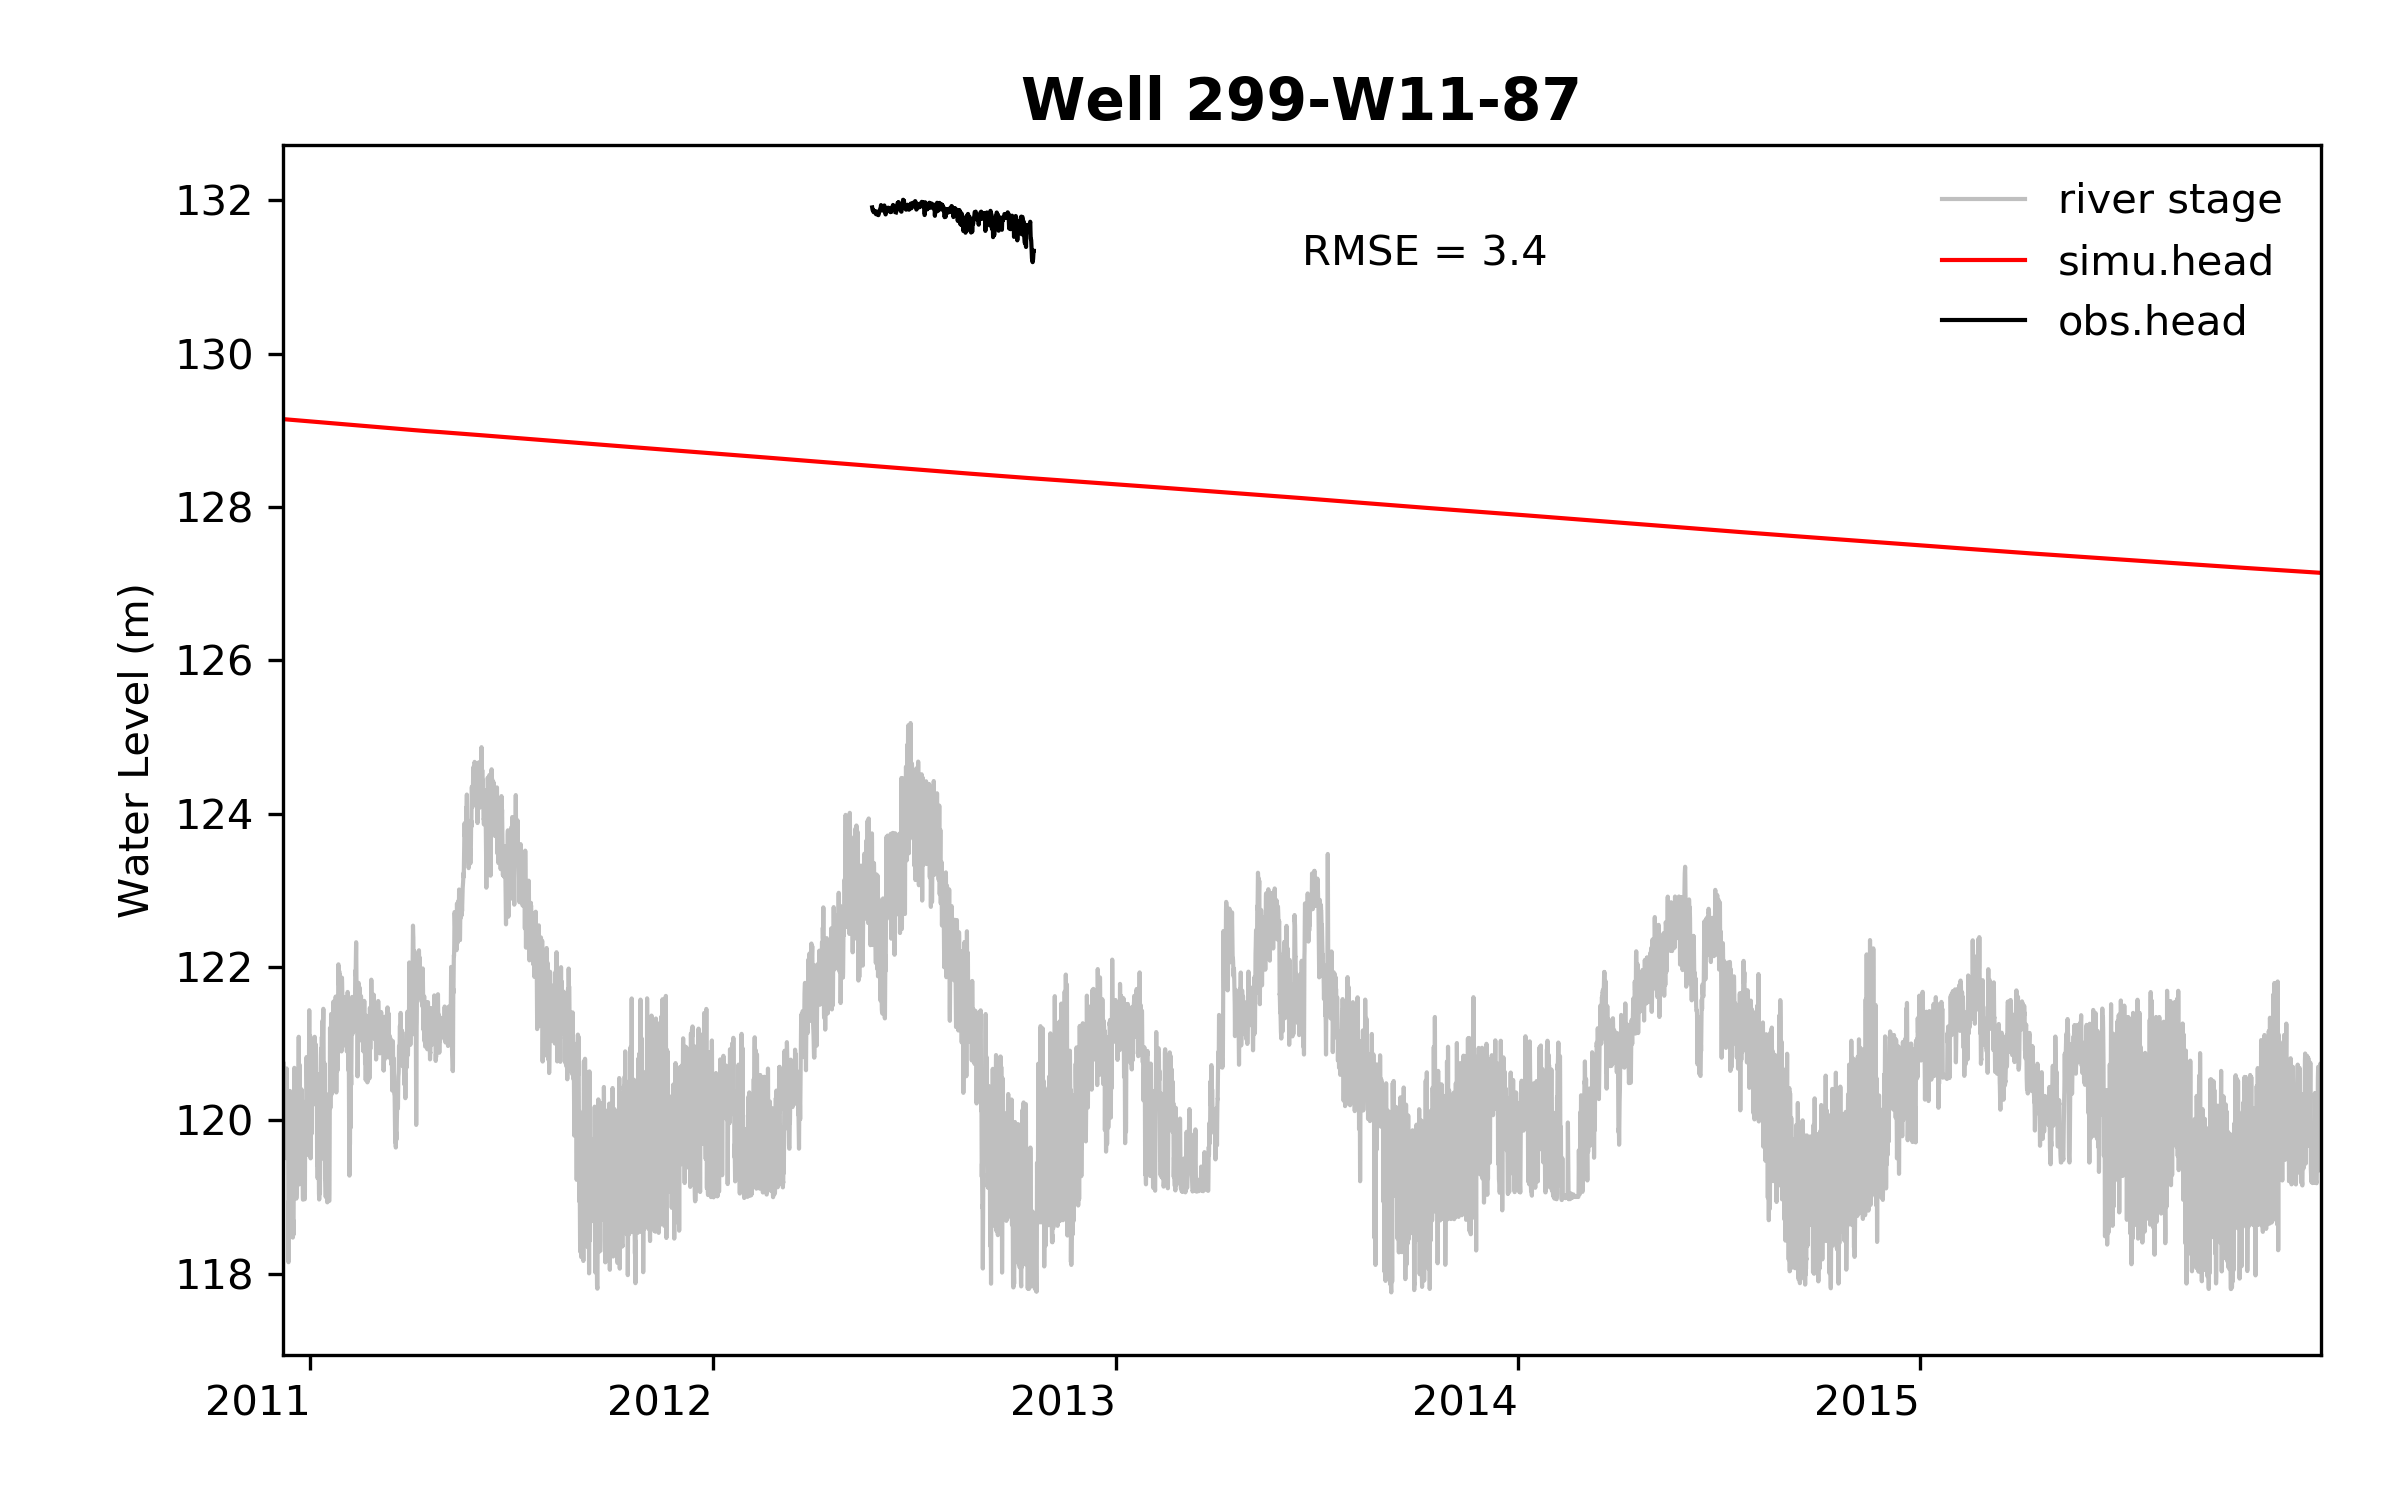 Well 299-W11-87
132
130
128
126
124
122
120
118
Water Level (m)
RMSE = 3.4
river stage
simu.head
obs.head
2011
2012
2013
2014
2015